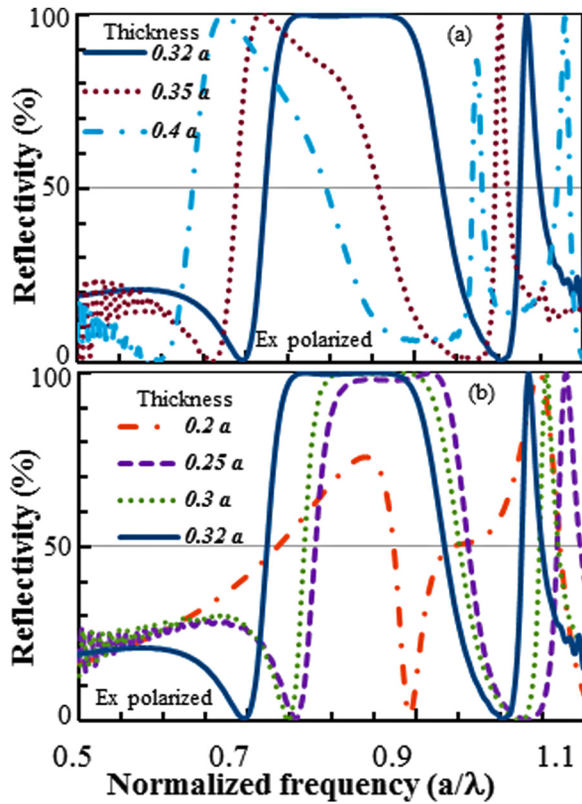 100
50
0
Reflectivity (%)
Thickness
0.32 a
0.35 a
0.4 a
(a)
Ex polarized
100
50
0
Reflectivity (%)
Thickness
0.2 a
0.25 a
0.3 a
0.32 a
(b)
Ex polarized
0.5 0.7 0.9 1.1
Normalized frequency (a/λ)